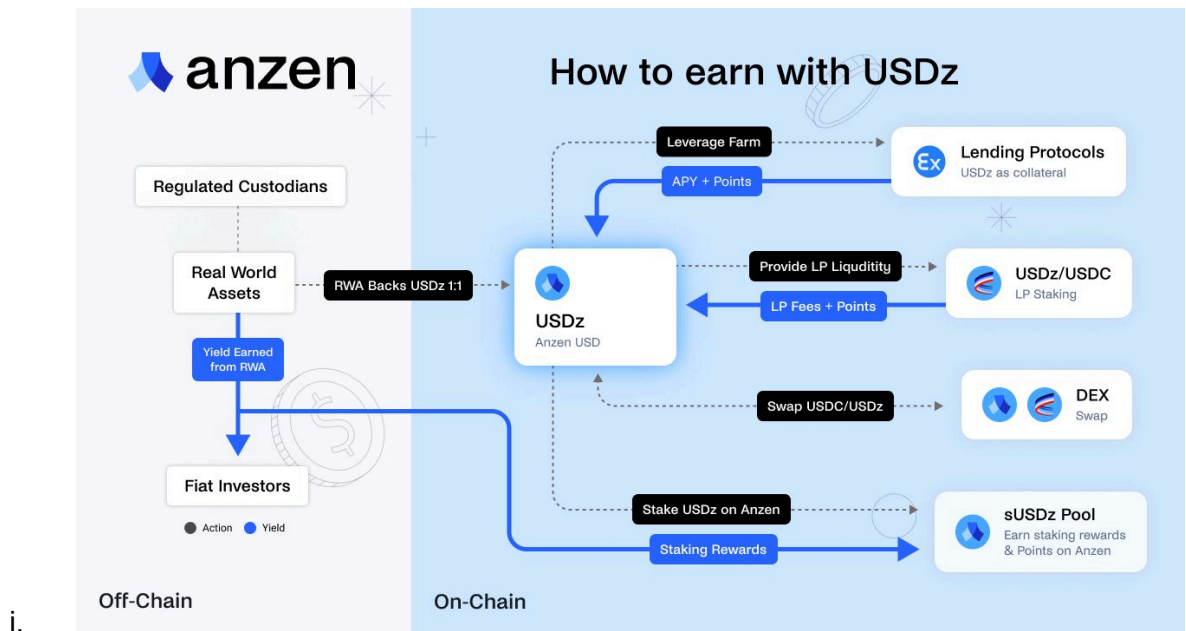 anzen
How to earn with USDz
Regulated Custodians
Real World
Assets
RWA Backs USDz 1:1
Yield Earned
from RWA
Fiat Investors
Action
Yield
Off-Chain
Leverage Farm
APY + Points
Ex
Lending Protocols
USDz as collateral
USDz
Anzen USD
Provide LP Liquditity
LP Fees + Points
USDz/USDC
LP Staking
Swap USDC/USDz
DEX
Swap
Stake USDz on Anzen
Staking Rewards
sUSDz Pool
Earn staking rewards
& Points on Anzen
On-Chain
i.